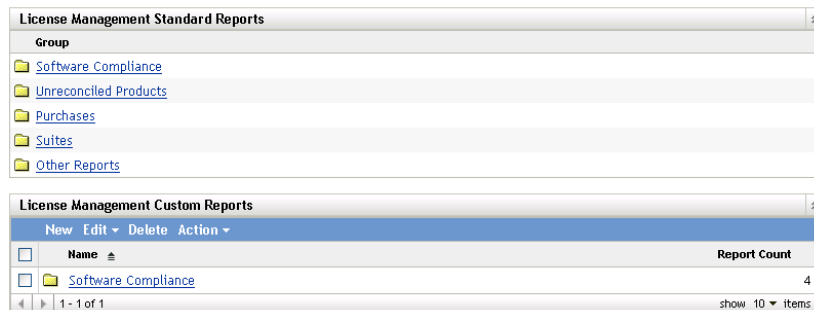 License Management Standard Reports
Group
Software Compliance
Unreconciled Products
Purchases
Suites
Other Reports
License Management Custom Reports
New Edit Delete Action
Name Report Count
Software Compliance 4
1 - 1 of 1 show 10 items